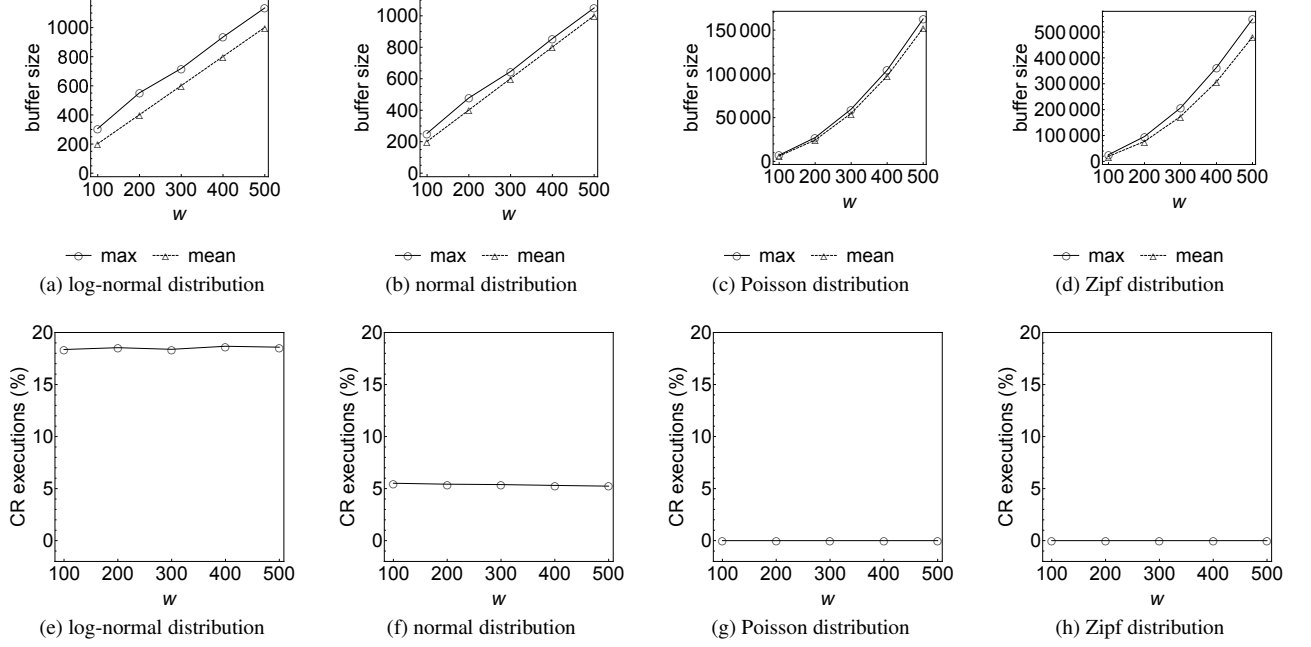 buffer size
1000
800
600
400
200
0
100 200 300 400 500
w
max mean
(a) log-normal distribution
buffer size
1000
800
600
400
200
0
100 200 300 400 500
w
max mean
(b) normal distribution
buffer size
150 000
100 000
50 000
0
100 200 300 400 500
w
max mean
(c) Poisson distribution
buffer size
500 000
400 000
300 000
200 000
100 000
0
100 200 300 400 500
w
max mean
(d) Zipf distribution
CR executions (%)
20
15
10
5
0
100 200 300 400 500
w
(e) log-normal distribution
CR executions (%)
20
15
10
5
0
100 200 300 400 500
w
(f) normal distribution
CR executions (%)
20
15
10
5
0
100 200 300 400 500
w
(g) Poisson distribution
CR executions (%)
20
15
10
5
0
100 200 300 400 500
w
(h) Zipf distribution